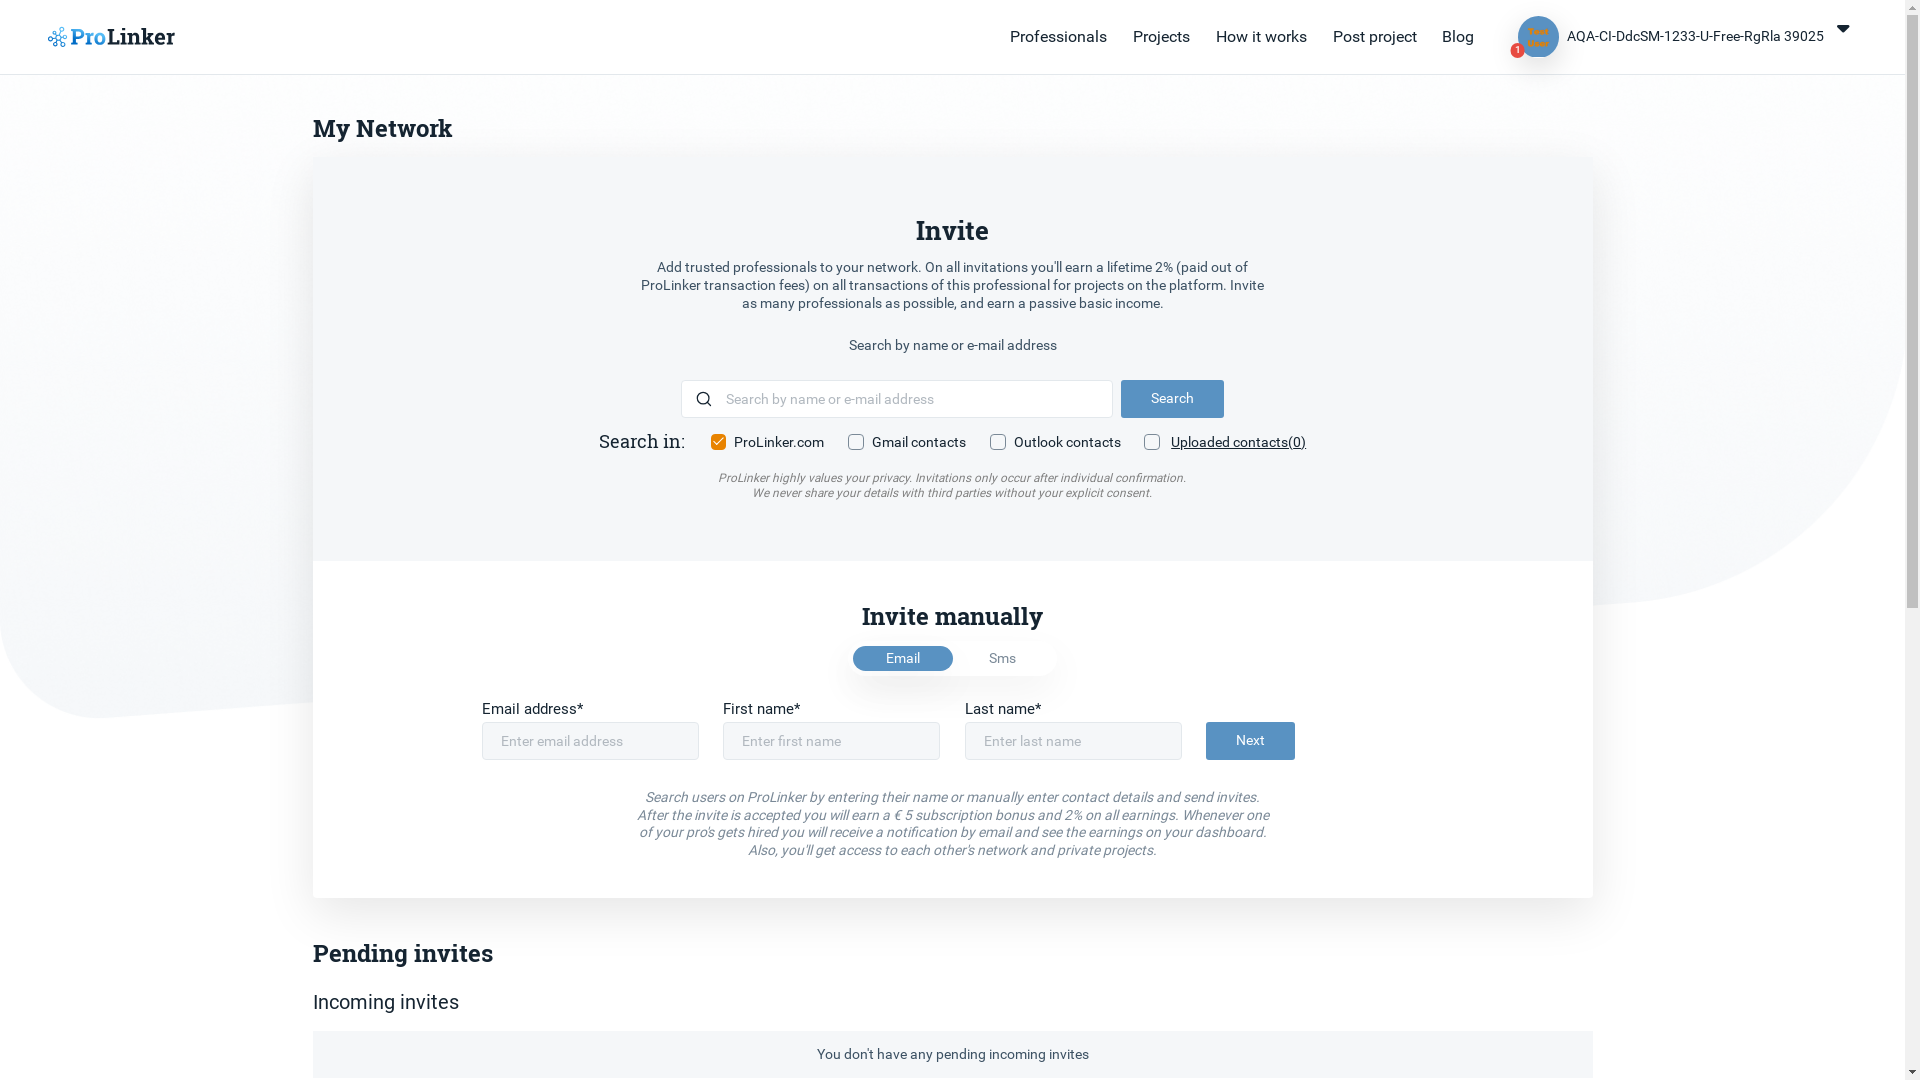 ProLinker
Professionals
Projects
How it works
Post project
Blog
Test
User
1
AQA-CI-DdcSM-1233-U-Free-RgRla 39025
My Network
Invite
Add trusted professionals to your network. On all invitations you'll earn a lifetime 2% (paid out of
ProLinker transaction fees) on all transactions of this professional for projects on the platform. Invite
as many professionals as possible, and earn a passive basic income.
Search by name or e-mail address
Search by name or e-mail address
Search
Search in:
ProLinker.com
Gmail contacts
Outlook contacts
Uploaded contacts(0)
ProLinker highly values your privacy. Invitations only occur after individual confirmation.
We never share your details with third parties without your explicit consent.
Invite manually
Email
Sms
Email address*
First name*
Last name*
Enter email address
Enter first name
Enter last name
Next
Search users on ProLinker by entering their name or manually enter contact details and send invites.
After the invite is accepted you will earn a € 5 subscription bonus and 2% on all earnings. Whenever one
of your pro's gets hired you will receive a notification by email and see the earnings on your dashboard.
Also, you'll get access to each other's network and private projects.
Pending invites
Incoming invites
You don't have any pending incoming invites